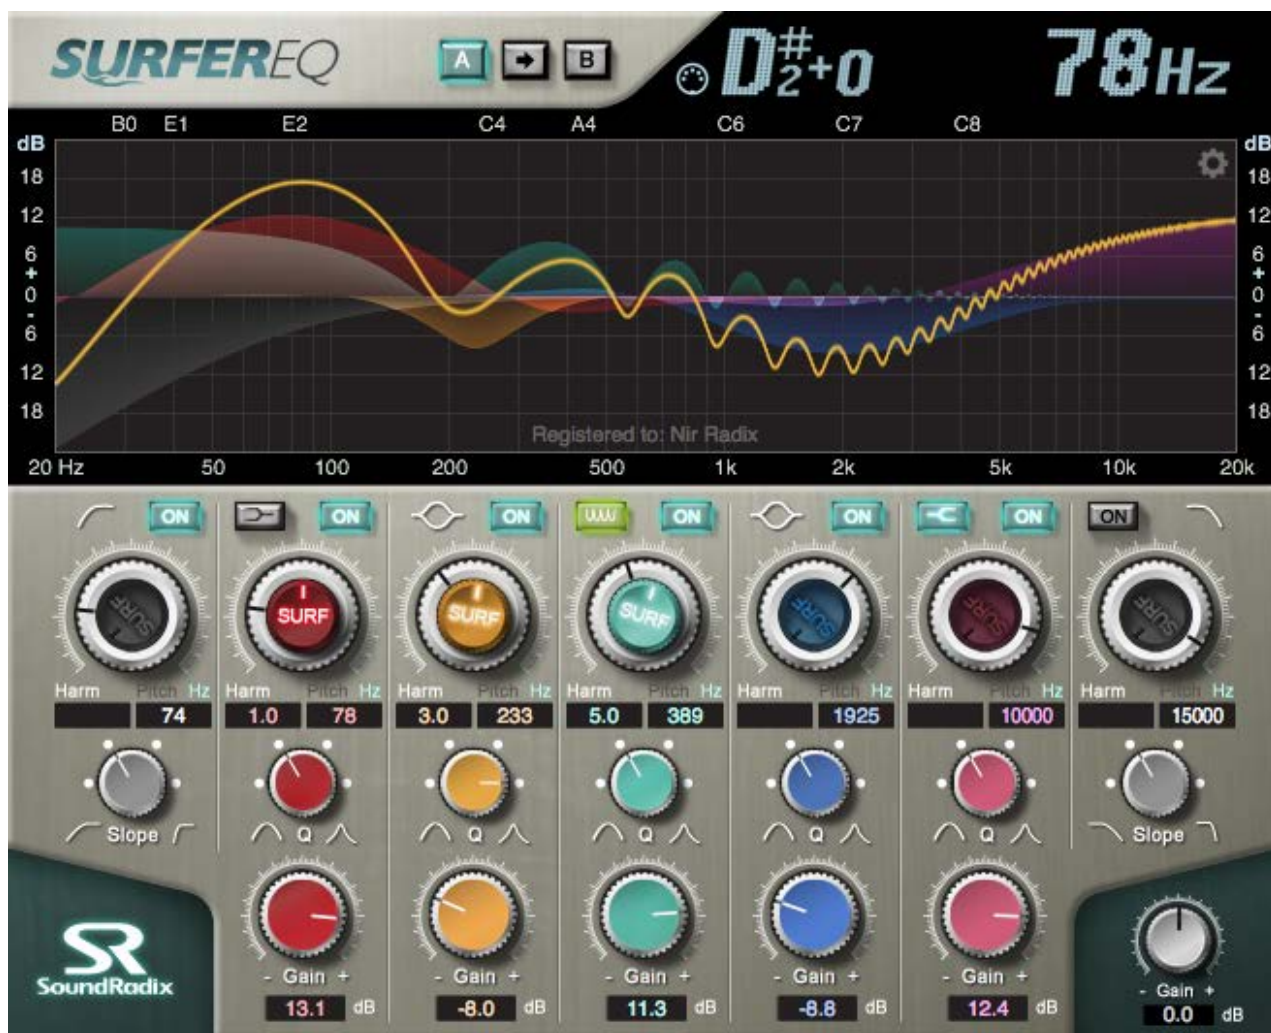 SURFEREQ
A
B
D#2+0
78Hz
B0 E1 E2 C4 A4 C6 C7 C8
dB dB
18 18
12 12
6 6
+ +
0 0
- -
6 6
12 12
18 18
Registered to: Nir Radix
20 Hz 50 100 200 500 1k 2k 5k 10k 20k
ON ON ON ON ON ON ON
SURF SURF SURF SURF SURF SURF SURF
Harm Pitch Hz Harm Pitch Hz Harm Pitch Hz Harm Pitch Hz Harm Pitch Hz Harm Pitch Hz Harm Pitch Hz
74 1.0 78 3.0 233 5.0 389 1925 10000 15000
Slope Q Q Q Q Q Slope
- Gain + - Gain + - Gain + - Gain + - Gain + - Gain +
13.1 dB -8.0 dB 11.3 dB -8.8 dB 12.4 dB 0.0 dB
SR
SoundRadix